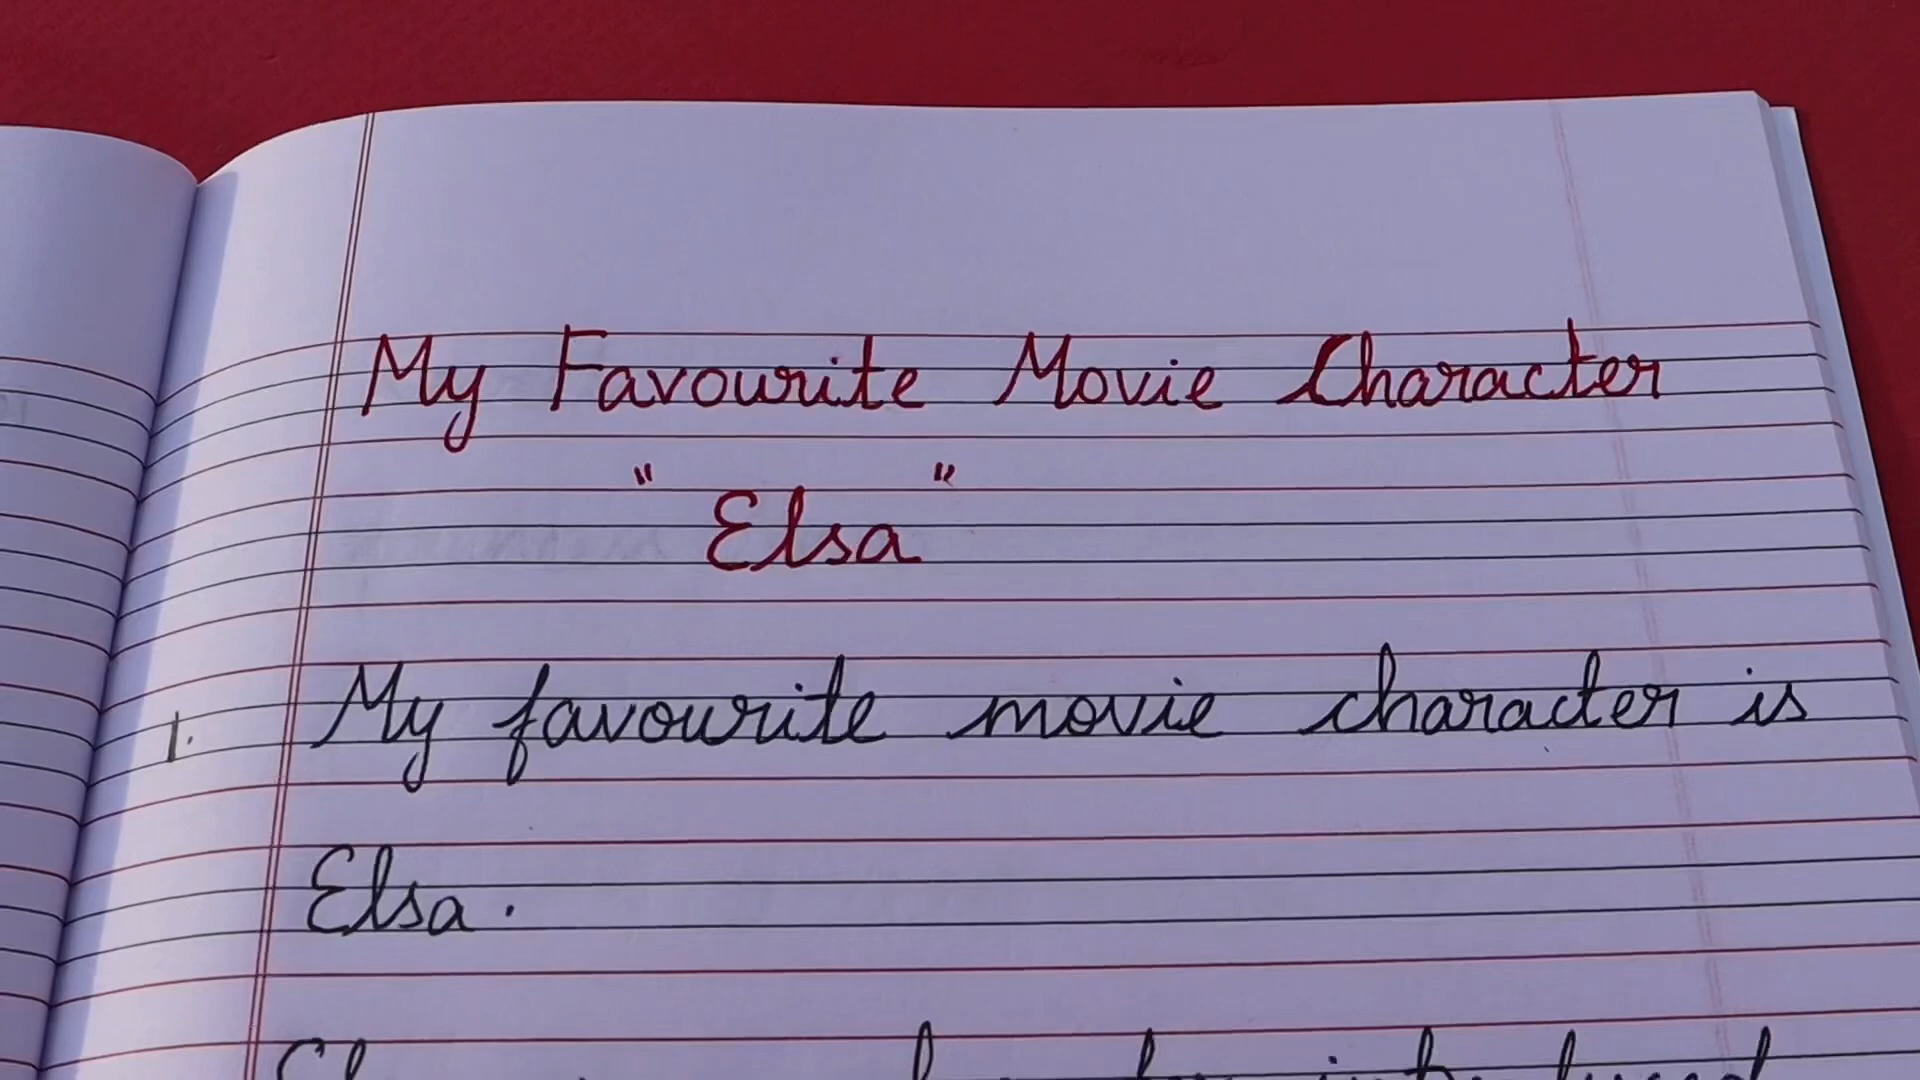 My Favourite Movie Character
"Elsa"
1. My favourite movie character is
Elsa.